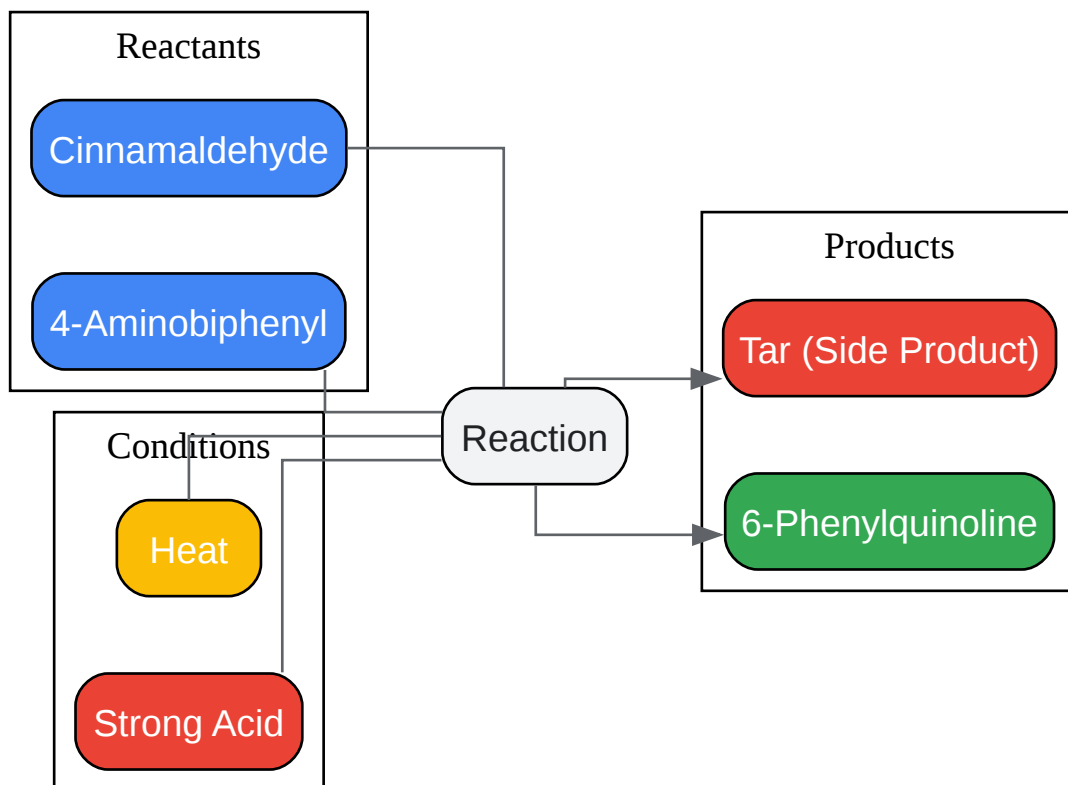 Reactants
Cinnamaldehyde
4-Aminobiphenyl
Conditions
Heat
Strong Acid
Reaction
Products
Tar (Side Product)
6-Phenylquinoline